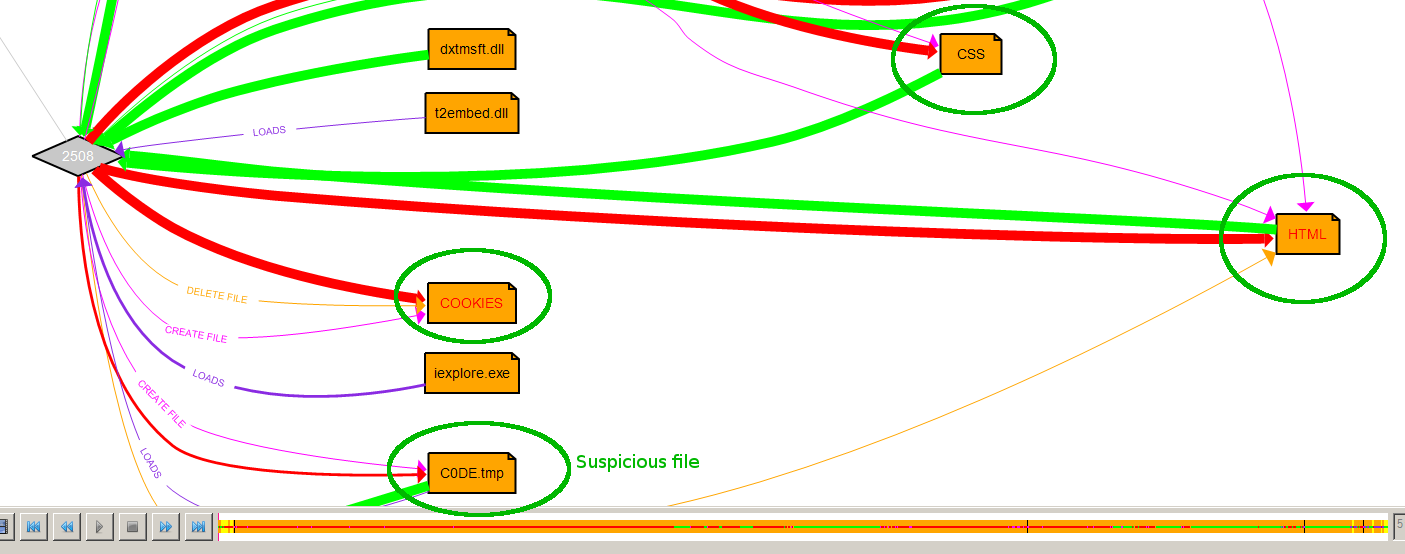 dxtmsft.dll
CSS
t2embed.dll
LOADS
2508
HTML
DELETE FILE
COOKIES
CREATE FILE
LOADS
iexplore.exe
CREATE FILE
LOADS
C0DE.tmp
Suspicious file
5